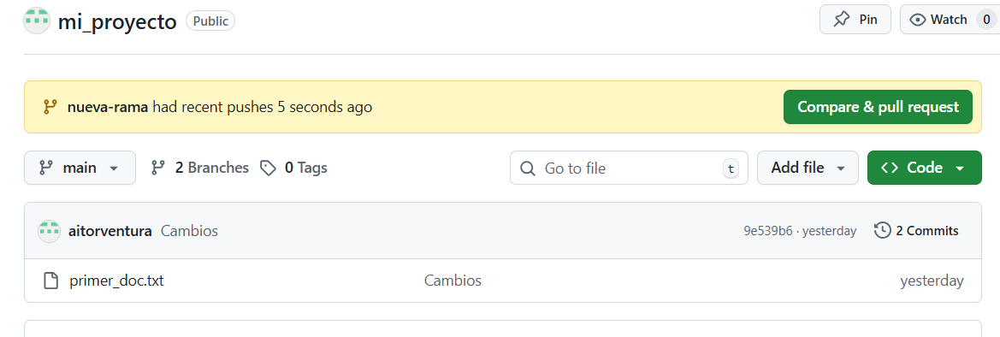 mi_proyecto Public Pin Watch 0
nueva-rama had recent pushes 5 seconds ago Compare & pull request
main 2 Branches 0 Tags Go to file t Add file <> Code
aitorventura Cambios 9e539b6 · yesterday 2 Commits
primer_doc.txt Cambios yesterday